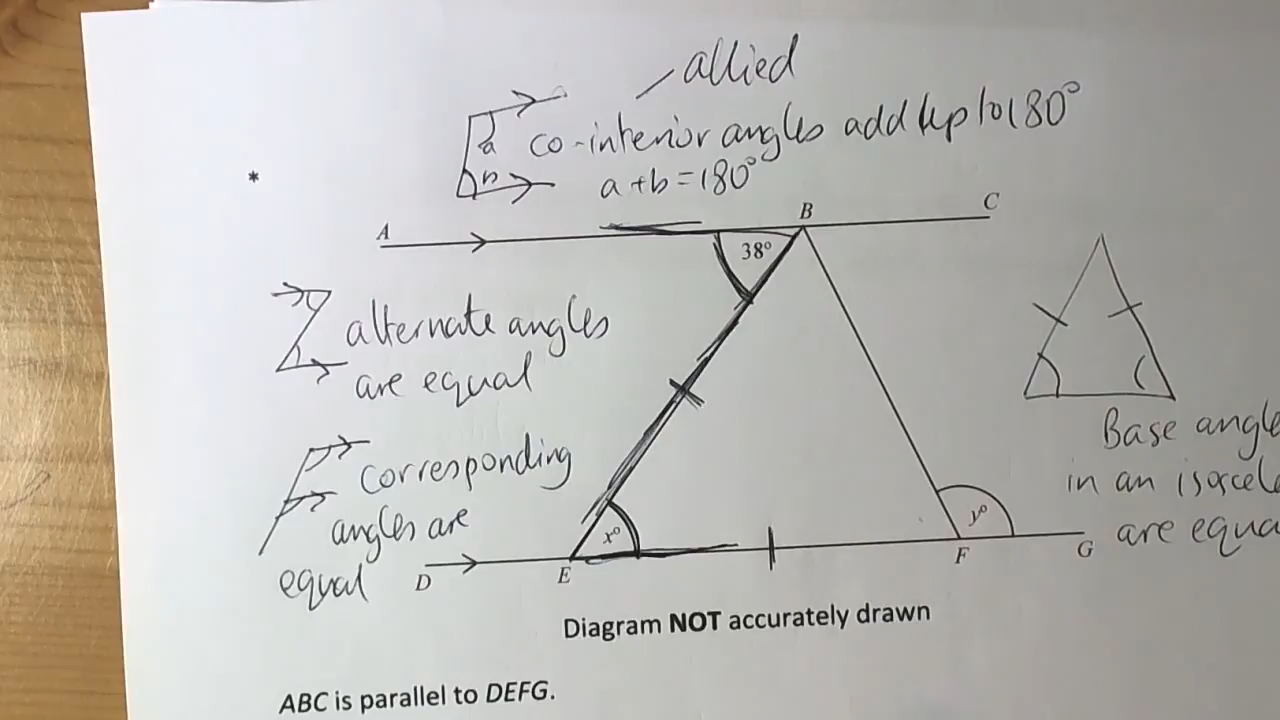 allied
co-interior angles add up to 180°
a
b
a + b = 180°
*
A
B
C
38°
alternate angles
are equal
corresponding
angles are
equal
Base angle
in an isoscele
are equa
x°
y°
D
E
F
G
Diagram NOT accurately drawn
ABC is parallel to DEFG.